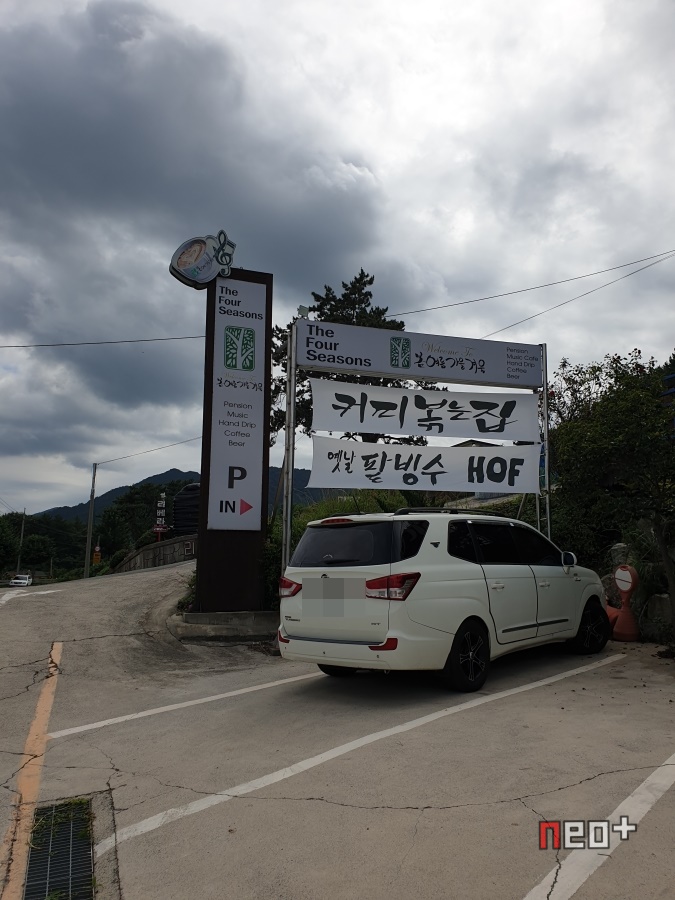 The
Four
Seasons
봄여름가을겨울
Pension
Music
Hand Drip
Coffee
Beer
P
IN
The
Four
Seasons
Welcome To
봄여름가을겨울
Pension
Music Cafe
Hand Drip
Coffee
Beer
커피볶는집
옛날 팥빙수 HOF
neo+